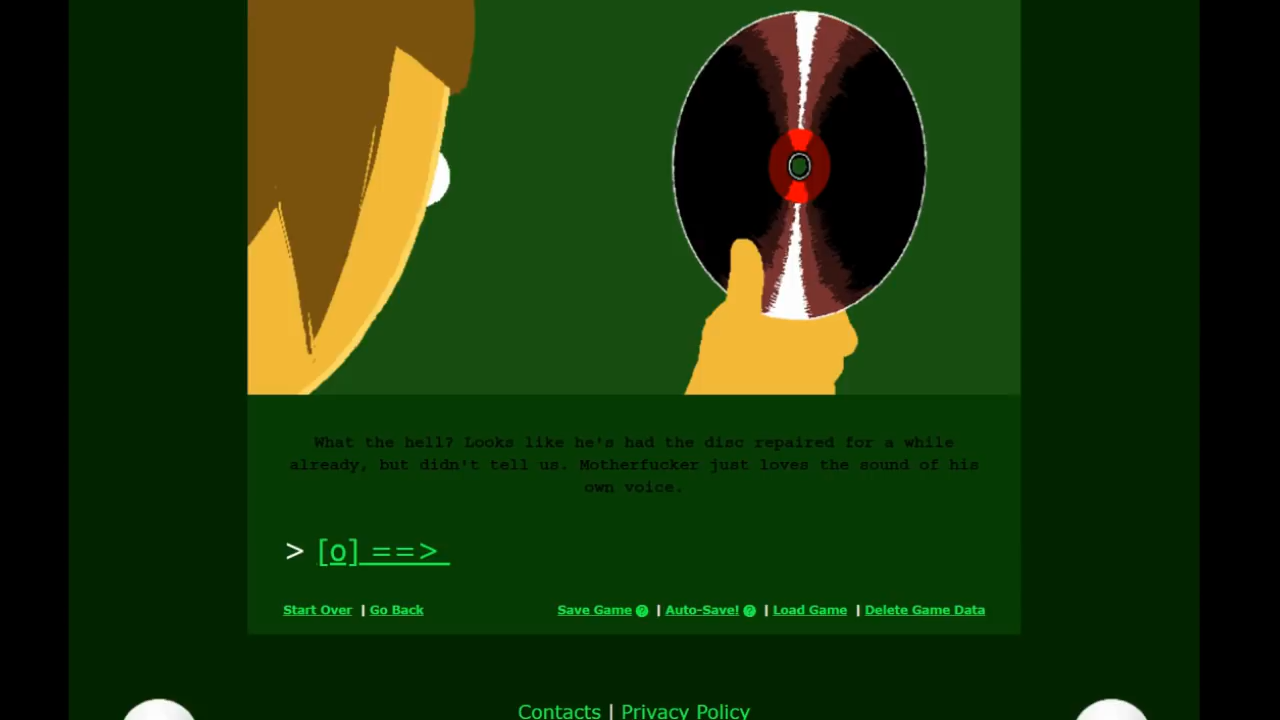 What the hell? Looks like he's had the disc repaired for a while
already, but didn't tell us. Motherfucker just loves the sound of his
own voice.
> [o] ==>
Start Over | Go Back Save Game ? | Auto-Save! ? | Load Game | Delete Game Data
Contacts | Privacy Policy